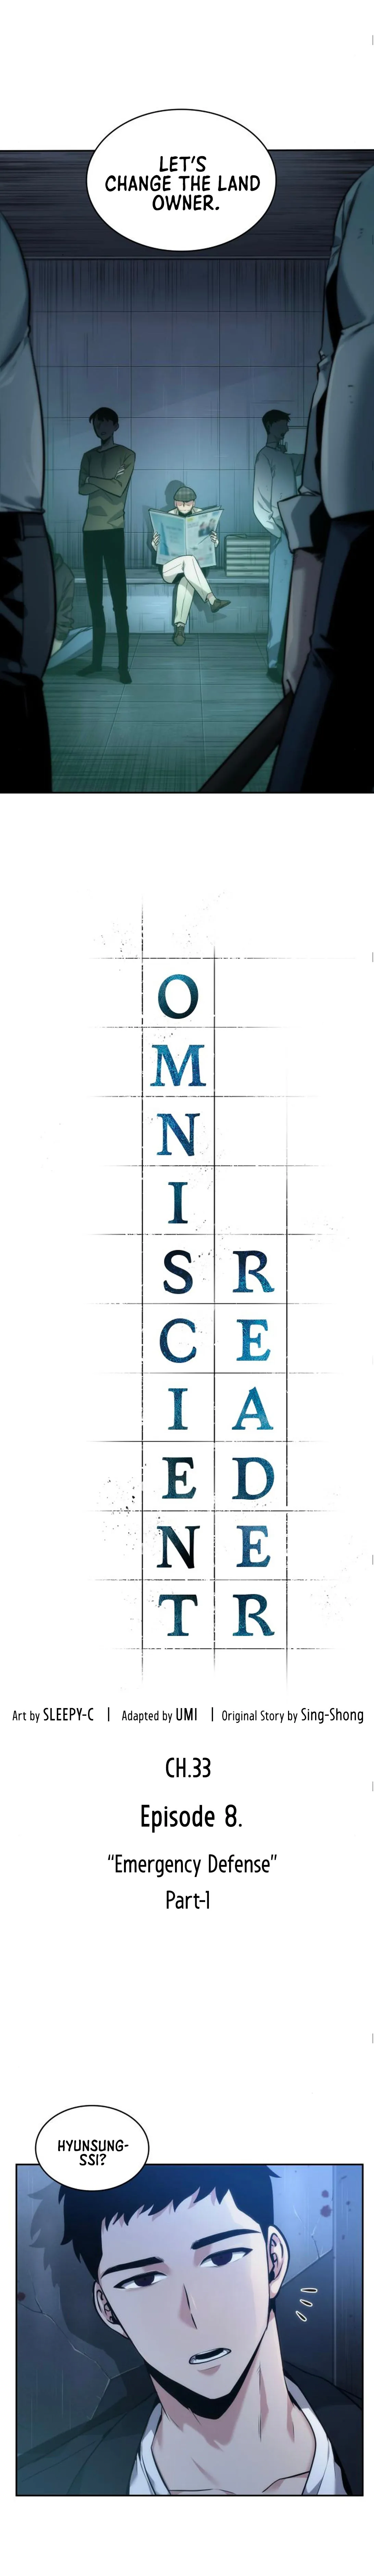 LET'S
CHANGE THE LAND
OWNER.
OMNISCIENT
READER
Art by SLEEPY-C | Adapted by UMI | Original Story by Sing-Shong
CH.33
Episode 8.
"Emergency Defense"
Part-1
HYUNSUNG-
SSI?